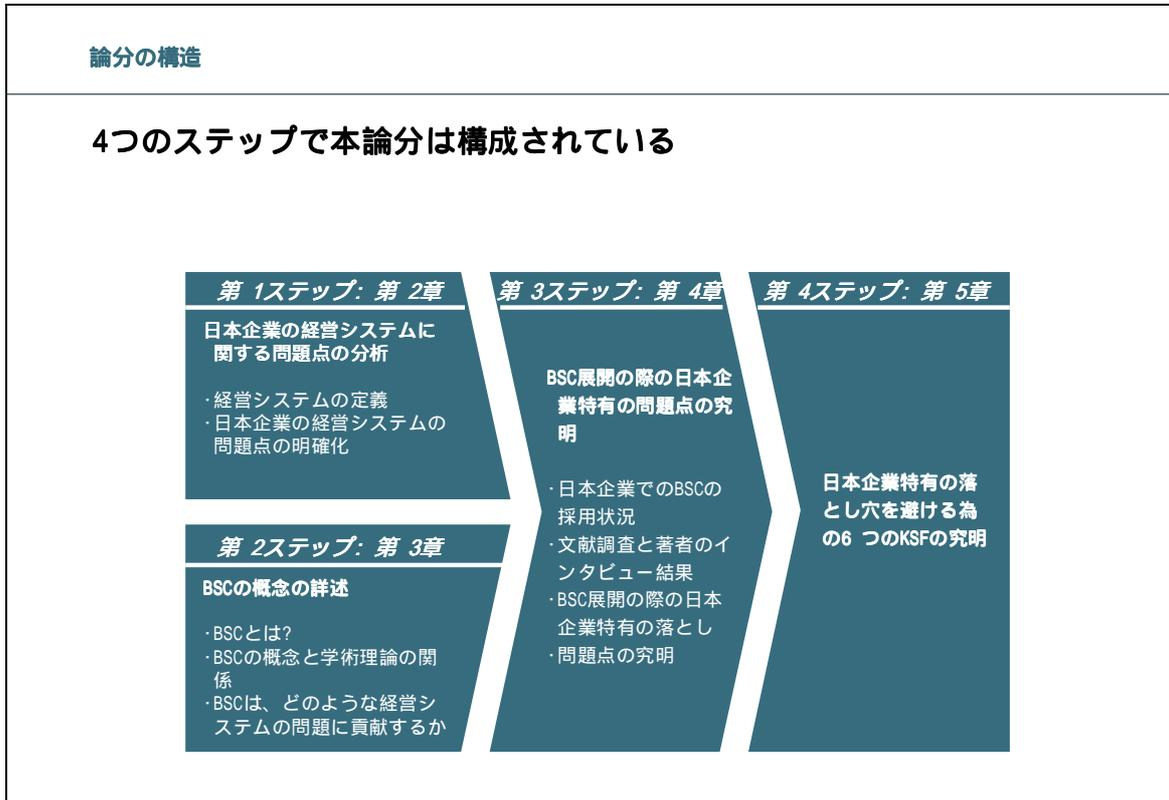 論分の構造
4つのステップで本論分は構成されている
第 1ステップ: 第 2章
日本企業の経営システムに
関する問題点の分析
·経営システムの定義
·日本企業の経営システムの
問題点の明確化
第 2ステップ: 第 3章
BSCの概念の詳述
·BSCとは?
·BSCの概念と学術理論の関
係
·BSCは、どのような経営シ
ステムの問題に貢献するか
第 3ステップ: 第 4章
BSC展開の際の日本企
業特有の問題点の究
明
·日本企業でのBSCの
採用状況
·文献調査と著者のイ
ンタビュー結果
·BSC展開の際の日本
企業特有の落とし
·問題点の究明
第 4ステップ: 第 5章
日本企業特有の落
とし穴を避ける為
の6 つのKSFの究明